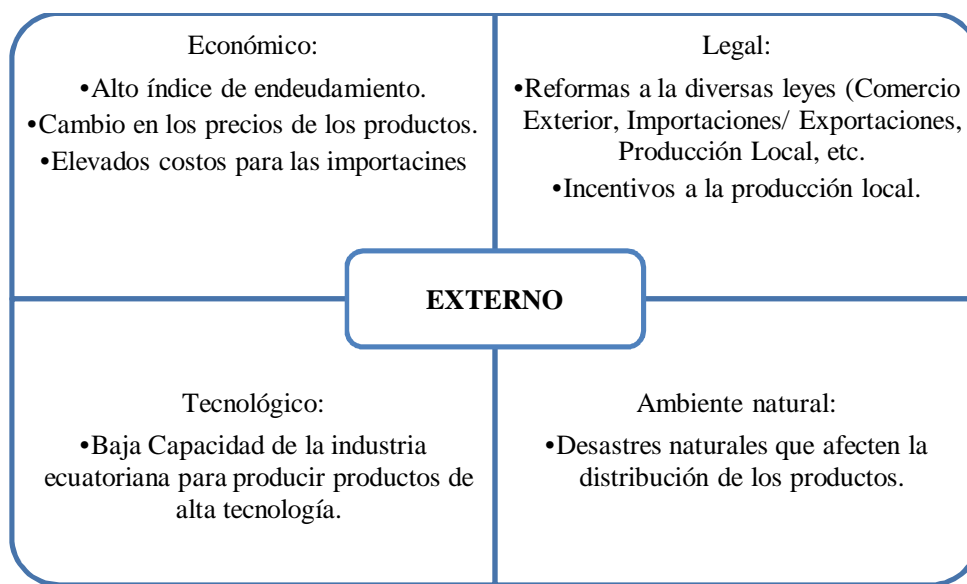 Económico:
•Alto índice de endeudamiento.
•Cambio en los precios de los productos.
•Elevados costos para las importacines
Legal:
•Reformas a la diversas leyes (Comercio
Exterior, Importaciones/ Exportaciones,
Producción Local, etc.
•Incentivos a la producción local.
EXTERNO
Tecnológico:
•Baja Capacidad de la industria
ecuatoriana para producir productos de
alta tecnología.
Ambiente natural:
•Desastres naturales que afecten la
distribución de los productos.